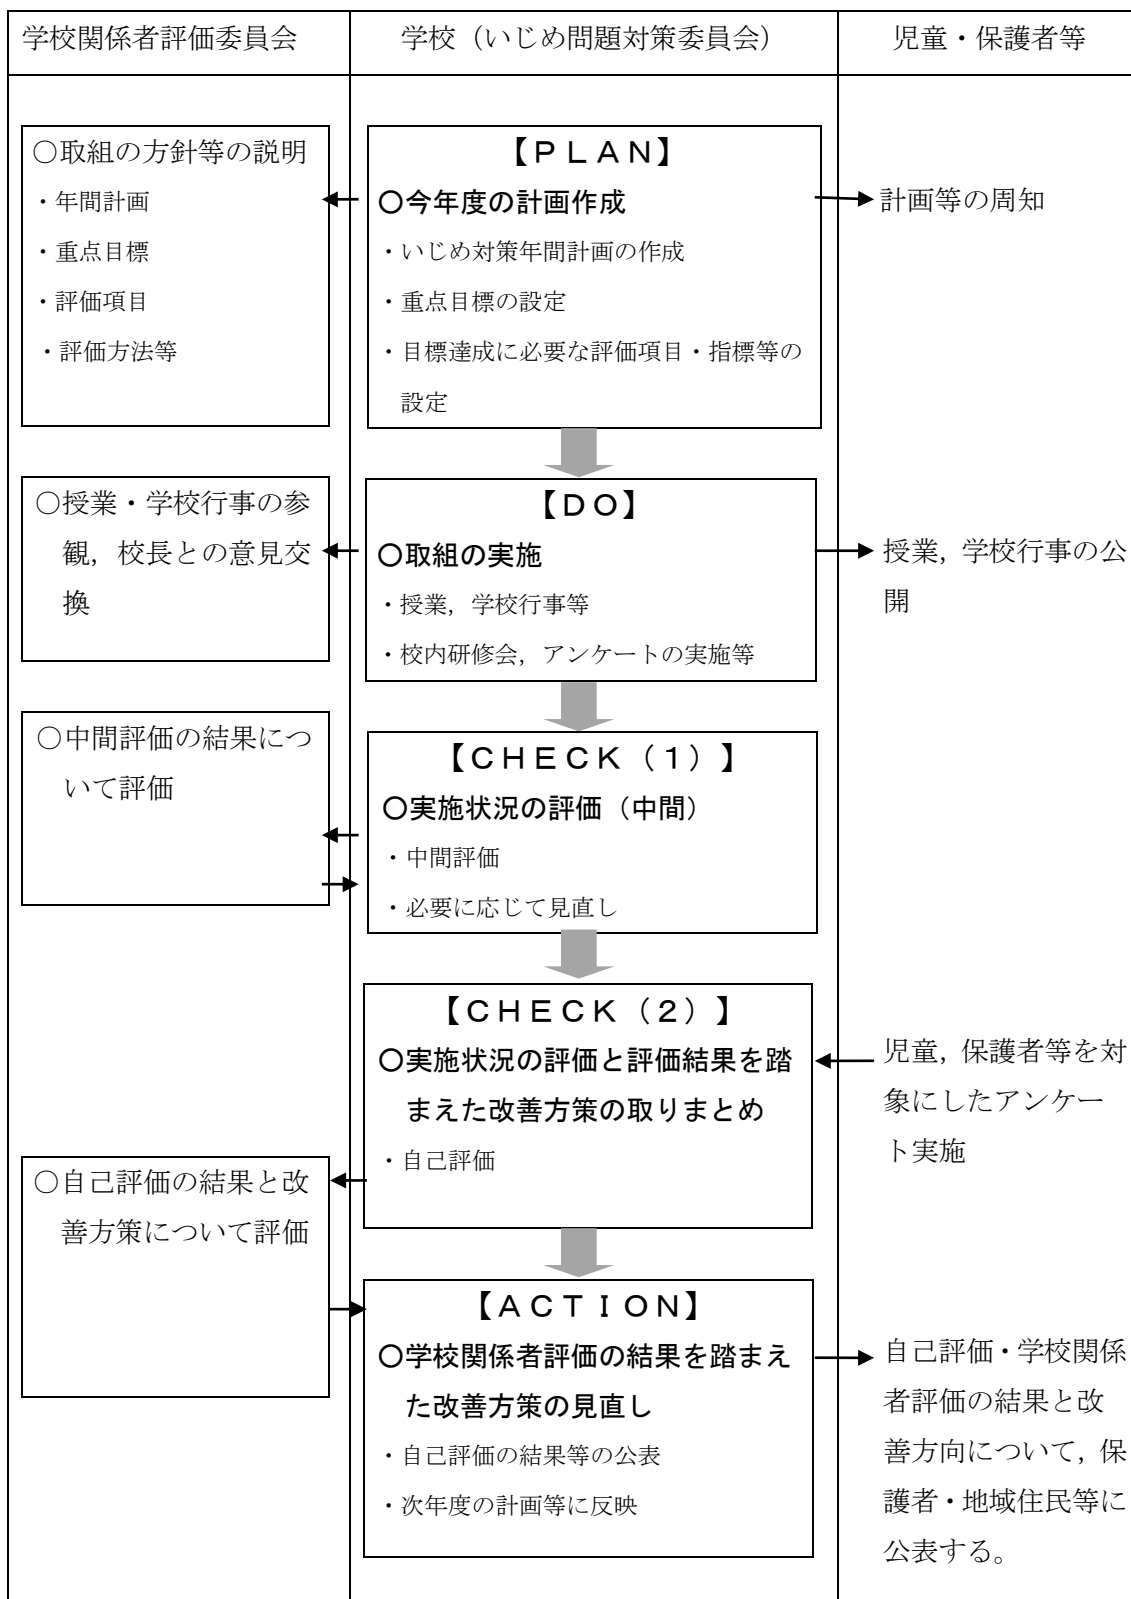 学校関係者評価委員会
学校（いじめ問題対策委員会）
児童・保護者等
○取組の方針等の説明
・年間計画
・重点目標
・評価項目
・評価方法等
【ＰＬＡＮ】
○今年度の計画作成
・いじめ対策年間計画の作成
・重点目標の設定
・目標達成に必要な評価項目・指標等の
設定
計画等の周知
○授業・学校行事の参
観，校長との意見交
換
【ＤＯ】
○取組の実施
・授業，学校行事等
・校内研修会，アンケートの実施等
授業，学校行事の公
開
○中間評価の結果につ
いて評価
【ＣＨＥＣＫ（１）】
○実施状況の評価（中間）
・中間評価
・必要に応じて見直し
【ＣＨＥＣＫ（２）】
○実施状況の評価と評価結果を踏
まえた改善方策の取りまとめ
・自己評価
児童，保護者等を対
象にしたアンケー
ト実施
○自己評価の結果と改
善方策について評価
【ＡＣＴＩＯＮ】
○学校関係者評価の結果を踏まえ
た改善方策の見直し
・自己評価の結果等の公表
・次年度の計画等に反映
自己評価・学校関係
者評価の結果と改
善方向について，保
護者・地域住民等に
公表する。